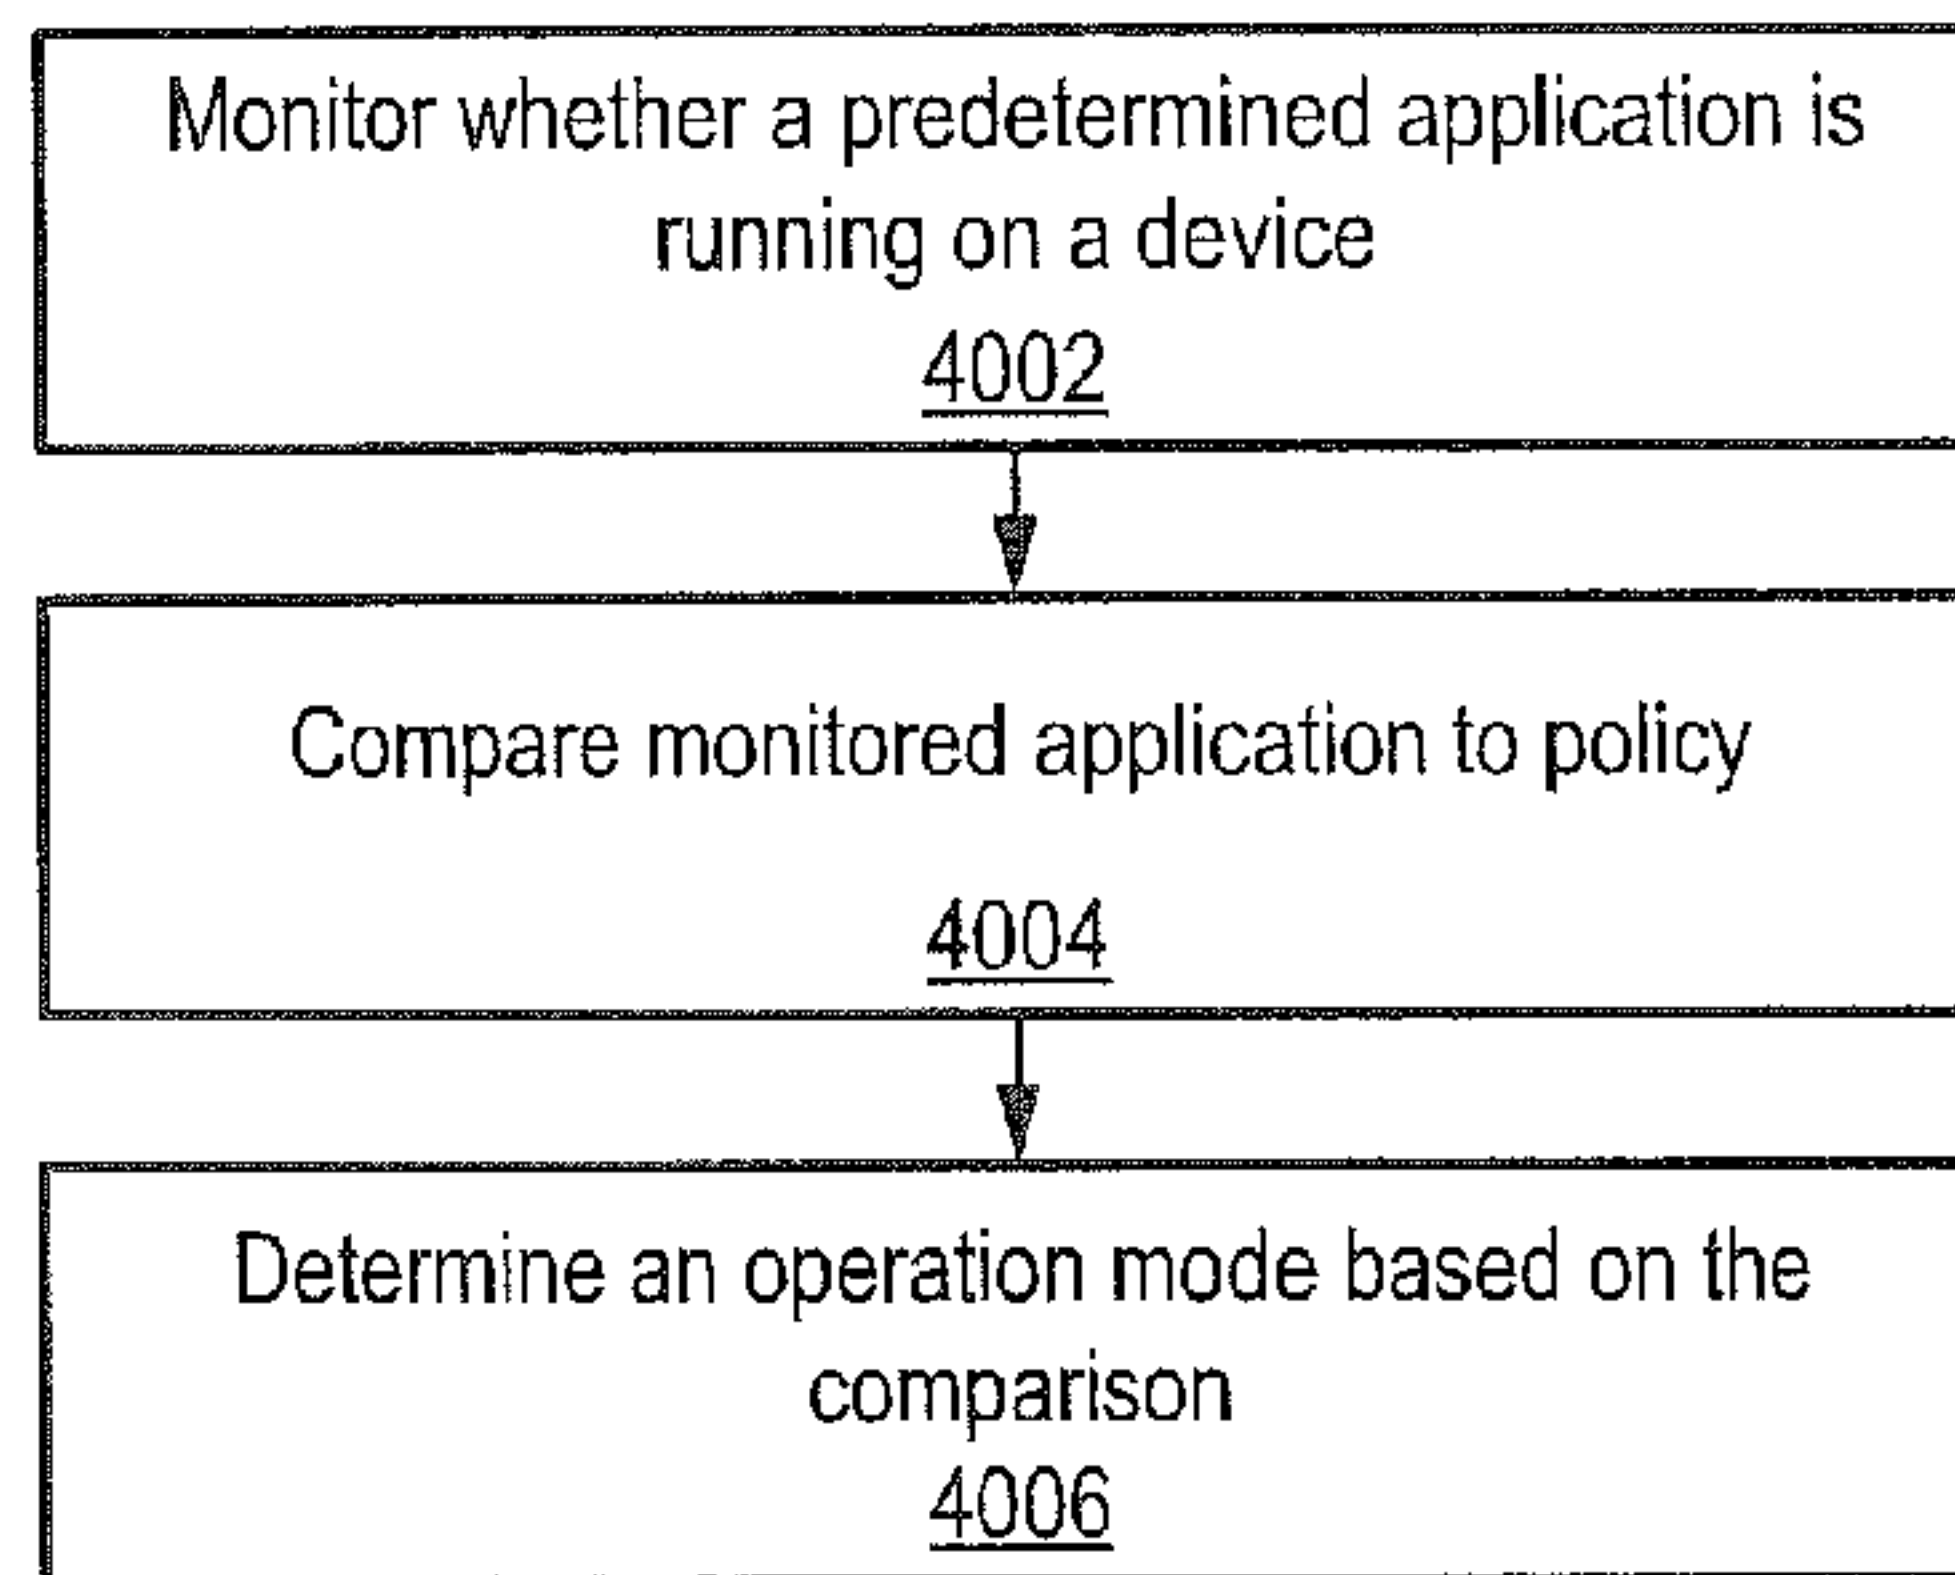 Monitor whether a predetermined application is
running on a device
4002
Compare monitored application to policy
4004
Determine an operation mode based on the
comparison
4006